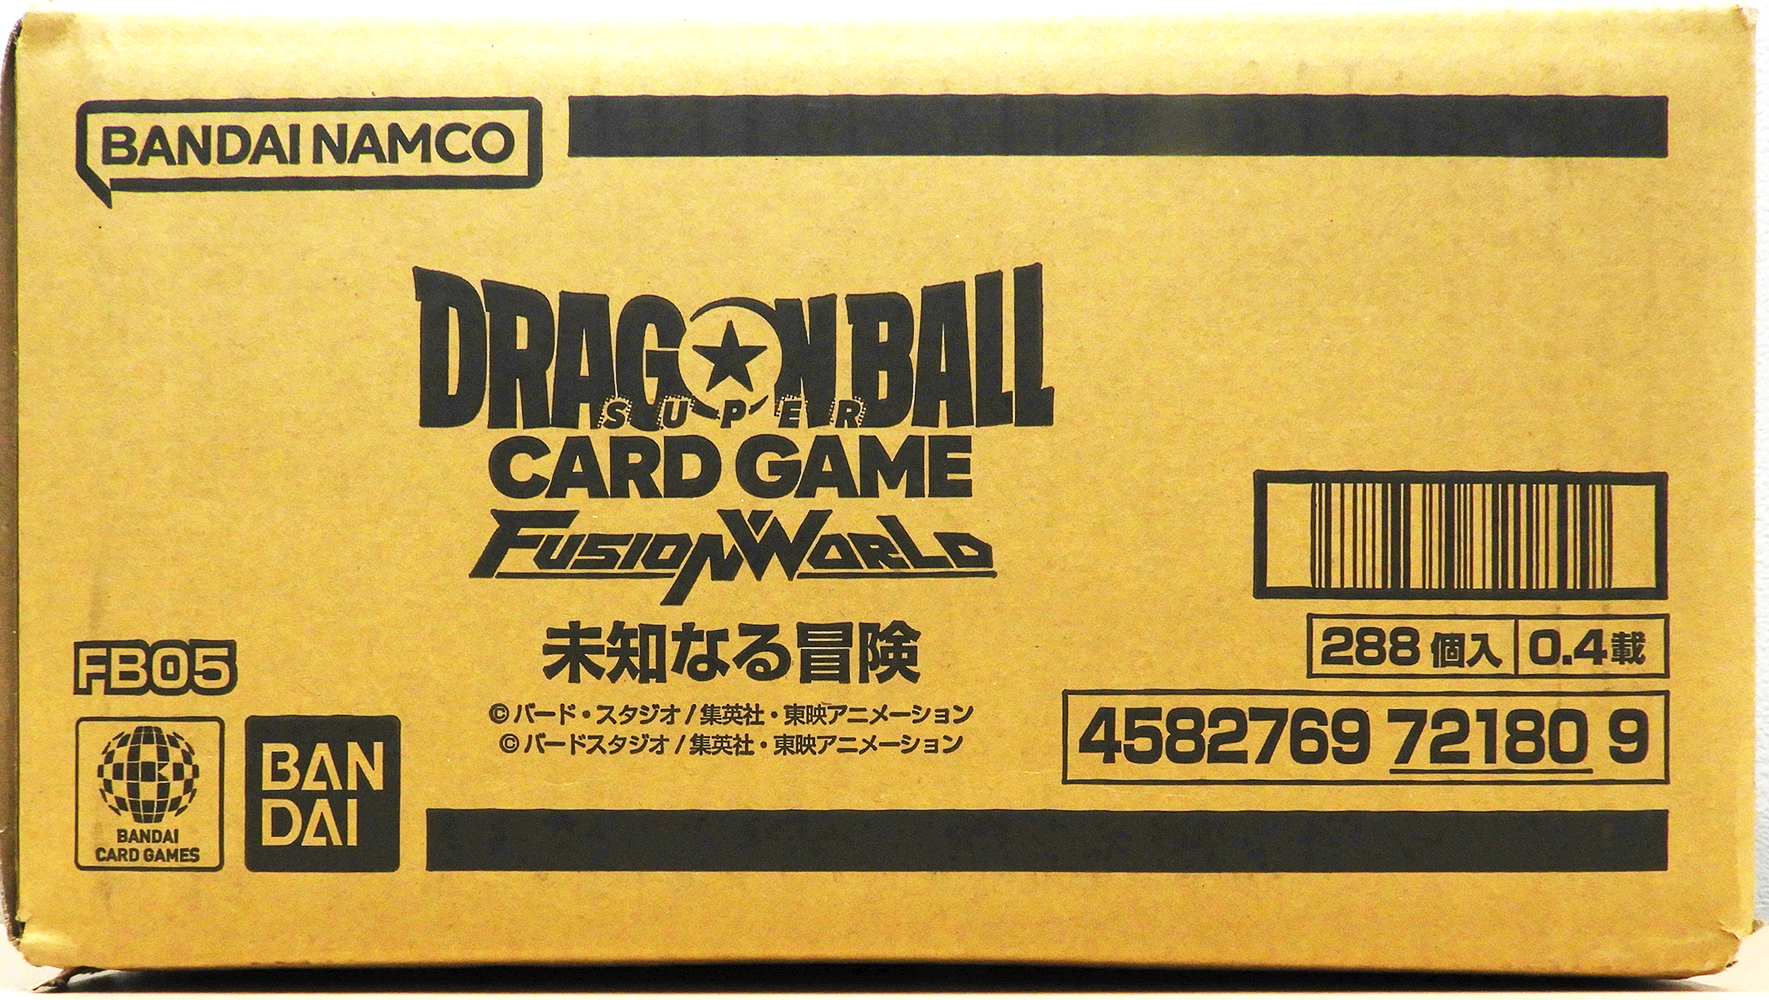 BANDAI NAMCO
DRAGON BALL
SUPER
CARD GAME
FUSION WORLD
未知なる冒険
© バード・スタジオ / 集英社・東映アニメーション
© バードスタジオ / 集英社・東映アニメーション
FB05
BANDAI
CARD GAMES
BAN
DAI
288 個入 0.4載
4582769 72180 9